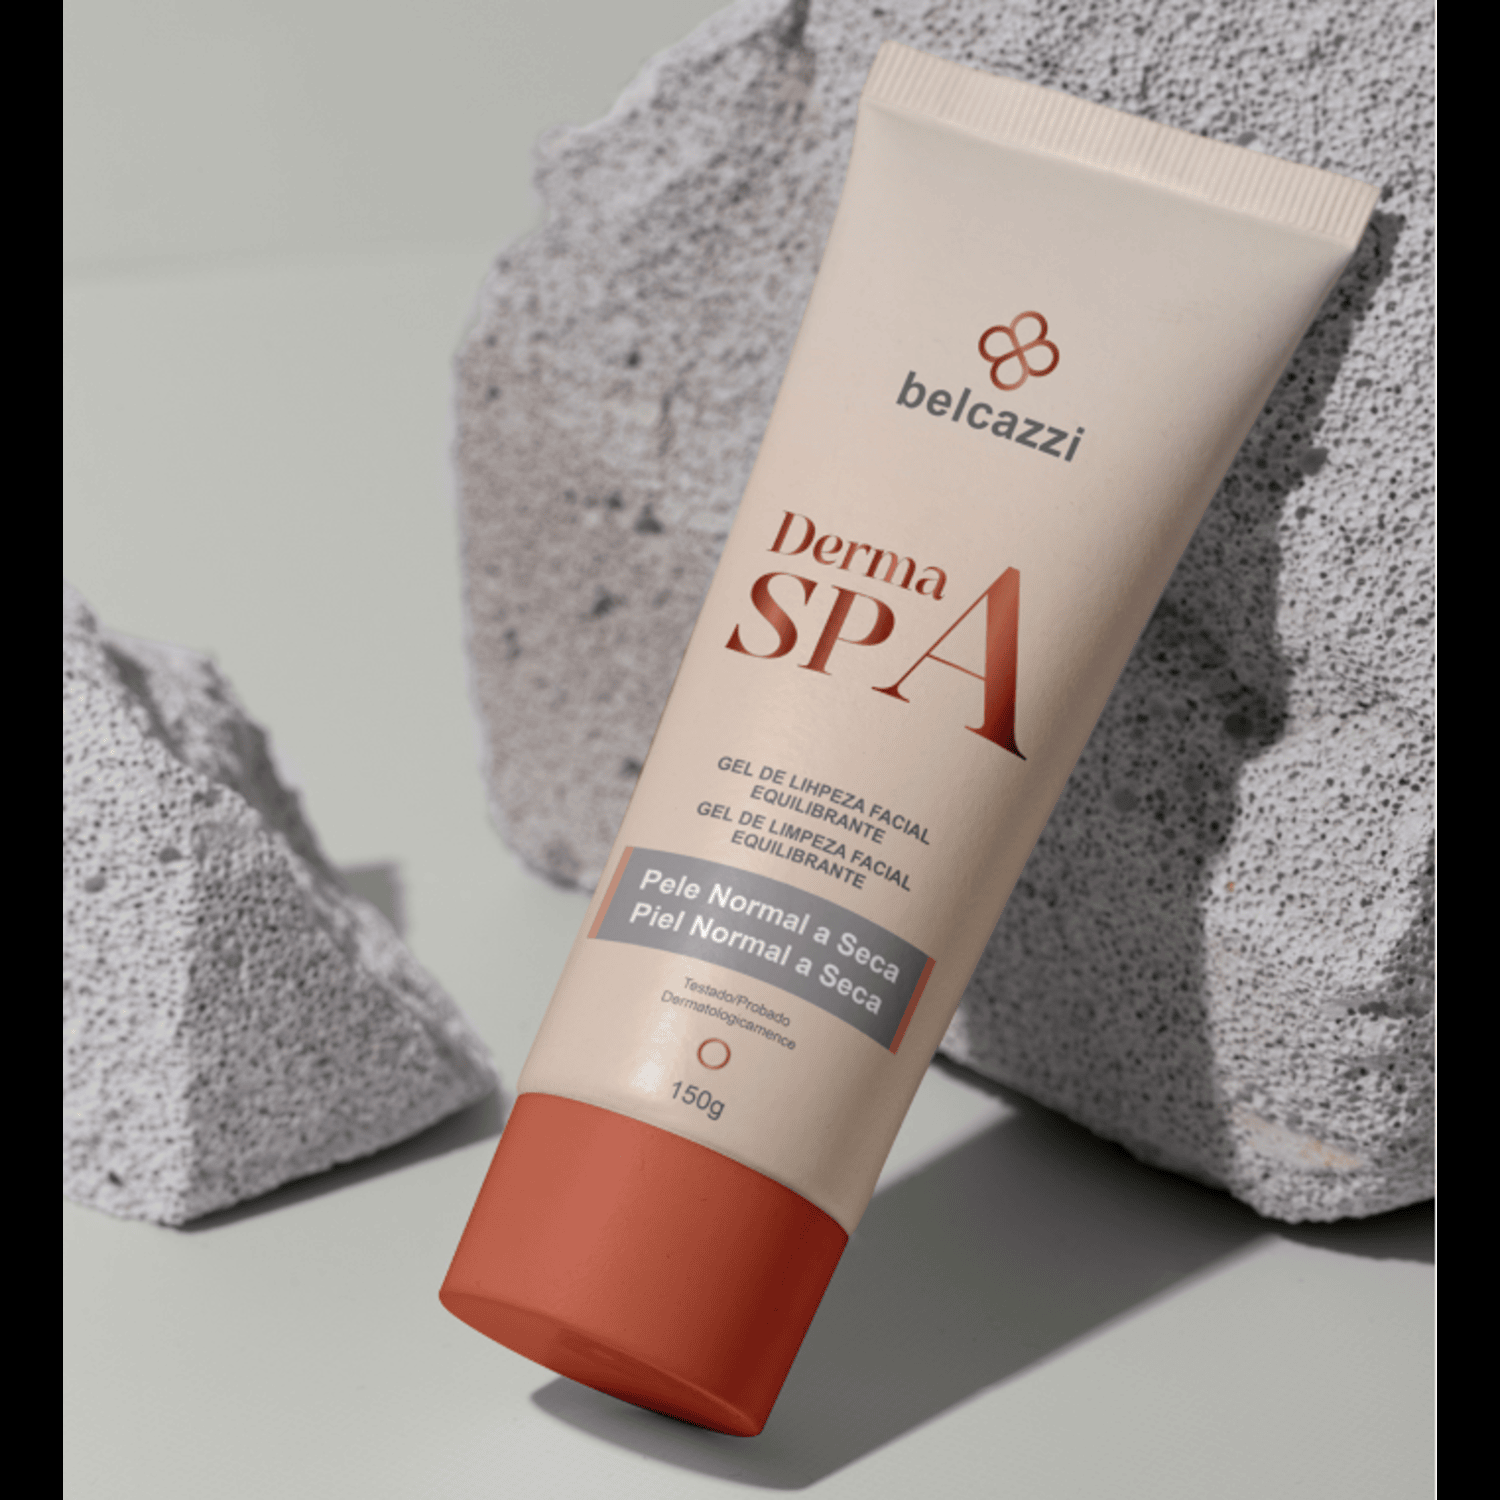 belcazzi
Derma
SPA
GEL DE LIHPEZA FACIAL
EQUILIBRANTE
GEL DE LIMPEZA FACIAL
EQUILIBRANTE
Pele Normal a Seca
Piel Normal a Seca
Testado/Probado
Dermatologicamence
150g